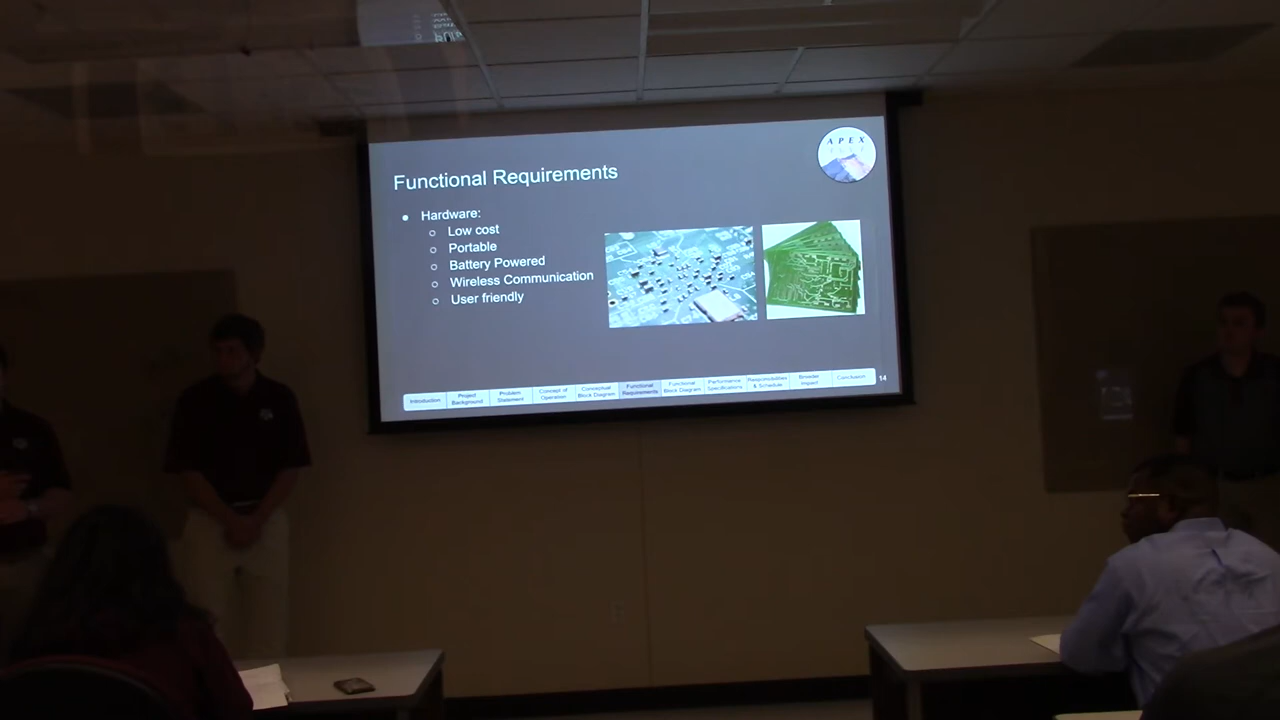 APEX
Functional Requirements
Hardware:
Low cost
Portable
Battery Powered
Wireless Communication
User friendly
Introduction
Project
Background
Problem
Statement
Concept of
Operation
Conceptual
Block Diagram
Functional
Requirements
Functional
Block Diagram
Performance
Specifications
Responsibilities
& Schedule
Broader
Impact
Conclusion
14